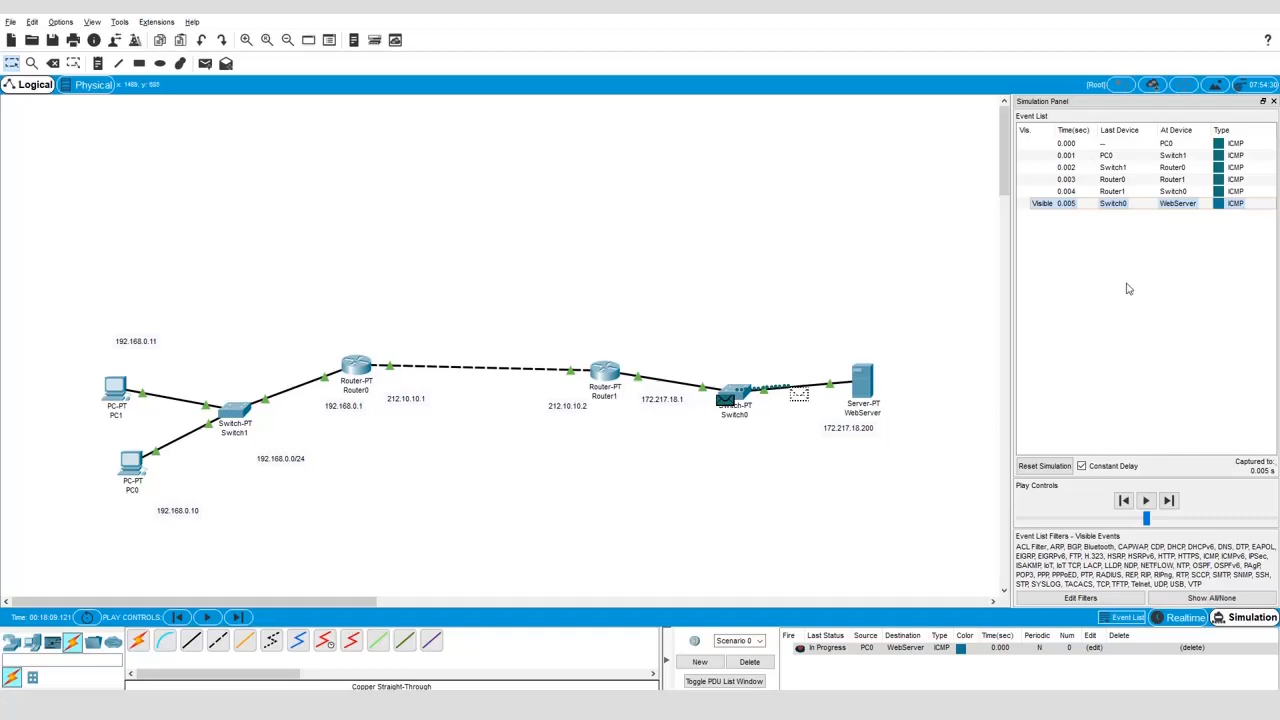 File Edit Options View Tools Extensions Help
?
Logical Physical x: 1489, y: 685 [Root] 07:54:30
Simulation Panel
Event List
Vis. Time(sec) Last Device At Device Type
0.000 -- PC0 ICMP
0.001 PC0 Switch1 ICMP
0.002 Switch1 Router0 ICMP
0.003 Router0 Router1 ICMP
0.004 Router1 Switch0 ICMP
Visible 0.005 Switch0 WebServer ICMP
192.168.0.11
PC-PT
PC1
Switch-PT
Switch1
Router-PT
Router0
192.168.0.1
212.10.10.1
Router-PT
Router1
212.10.10.2
172.217.18.1
Switch-PT
Switch0
Server-PT
WebServer
172.217.18.200
192.168.0.0/24
PC-PT
PC0
192.168.0.10
Reset Simulation Constant Delay Captured to:
0.005 s
Play Controls
Event List Filters - Visible Events
ACL Filter, ARP, BGP, Bluetooth, CAPWAP, CDP, DHCP, DHCPv6, DNS, DTP, EAPOL,
EIGRP, EIGRPv6, FTP, H.323, HSRP, HSRPv6, HTTP, HTTPS, ICMP, ICMPv6, IPSec,
ISAKMP, IoT, IoT TCP, LACP, LLDP, NDP, NETFLOW, NTP, OSPF, OSPFv6, PAgP,
POP3, PPP, PPPoED, PTP, RADIUS, REP, RIP, RIPng, RTP, SCCP, SMTP, SNMP, SSH,
STP, SYSLOG, TACACS, TCP, TFTP, Telnet, UDP, USB, VTP
Edit Filters Show All/None
Time: 00:18:09.121 PLAY CONTROLS: Event List Realtime Simulation
Scenario 0
New Delete
Toggle PDU List Window
Fire Last Status Source Destination Type Color Time(sec) Periodic Num Edit Delete
In Progress PC0 WebServer ICMP 0.000 N 0 (edit) (delete)
Copper Straight-Through